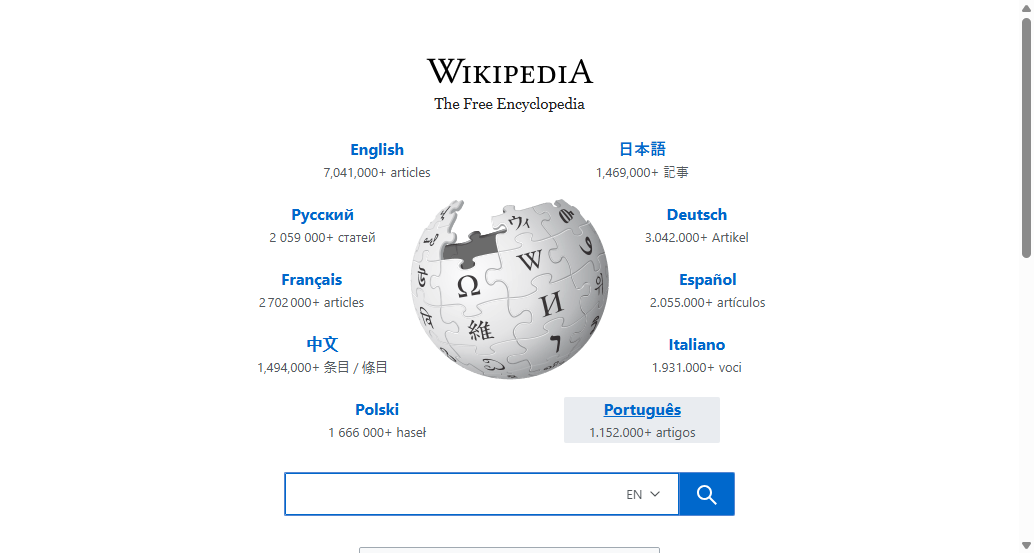 WIKIPEDIA
The Free Encyclopedia
English
7,041,000+ articles
日本語
1,469,000+ 記事
Русский
2 059 000+ статей
Deutsch
3.042.000+ Artikel
Français
2 702 000+ articles
Español
2.055.000+ artículos
中文
1,494,000+ 条目 / 條目
Italiano
1.931.000+ voci
Polski
1 666 000+ haseł
Português
1.152.000+ artigos
ウィ
W
Ω
И
維
EN